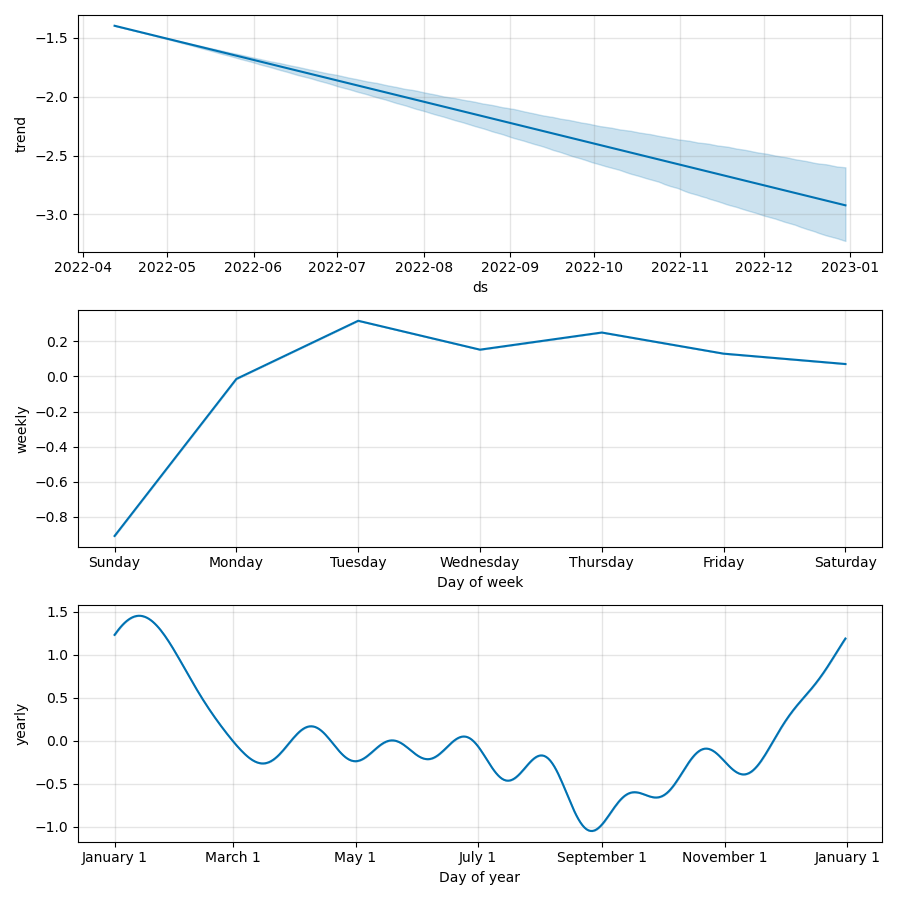 −1.5
−2.0
−2.5
−3.0
trend
2022-04 2022-05 2022-06 2022-07 2022-08 2022-09 2022-10 2022-11 2022-12 2023-01
ds
0.2
0.0
−0.2
−0.4
−0.6
−0.8
weekly
Sunday Monday Tuesday Wednesday Thursday Friday Saturday
Day of week
1.5
1.0
0.5
0.0
−0.5
−1.0
yearly
January 1 March 1 May 1 July 1 September 1 November 1 January 1
Day of year